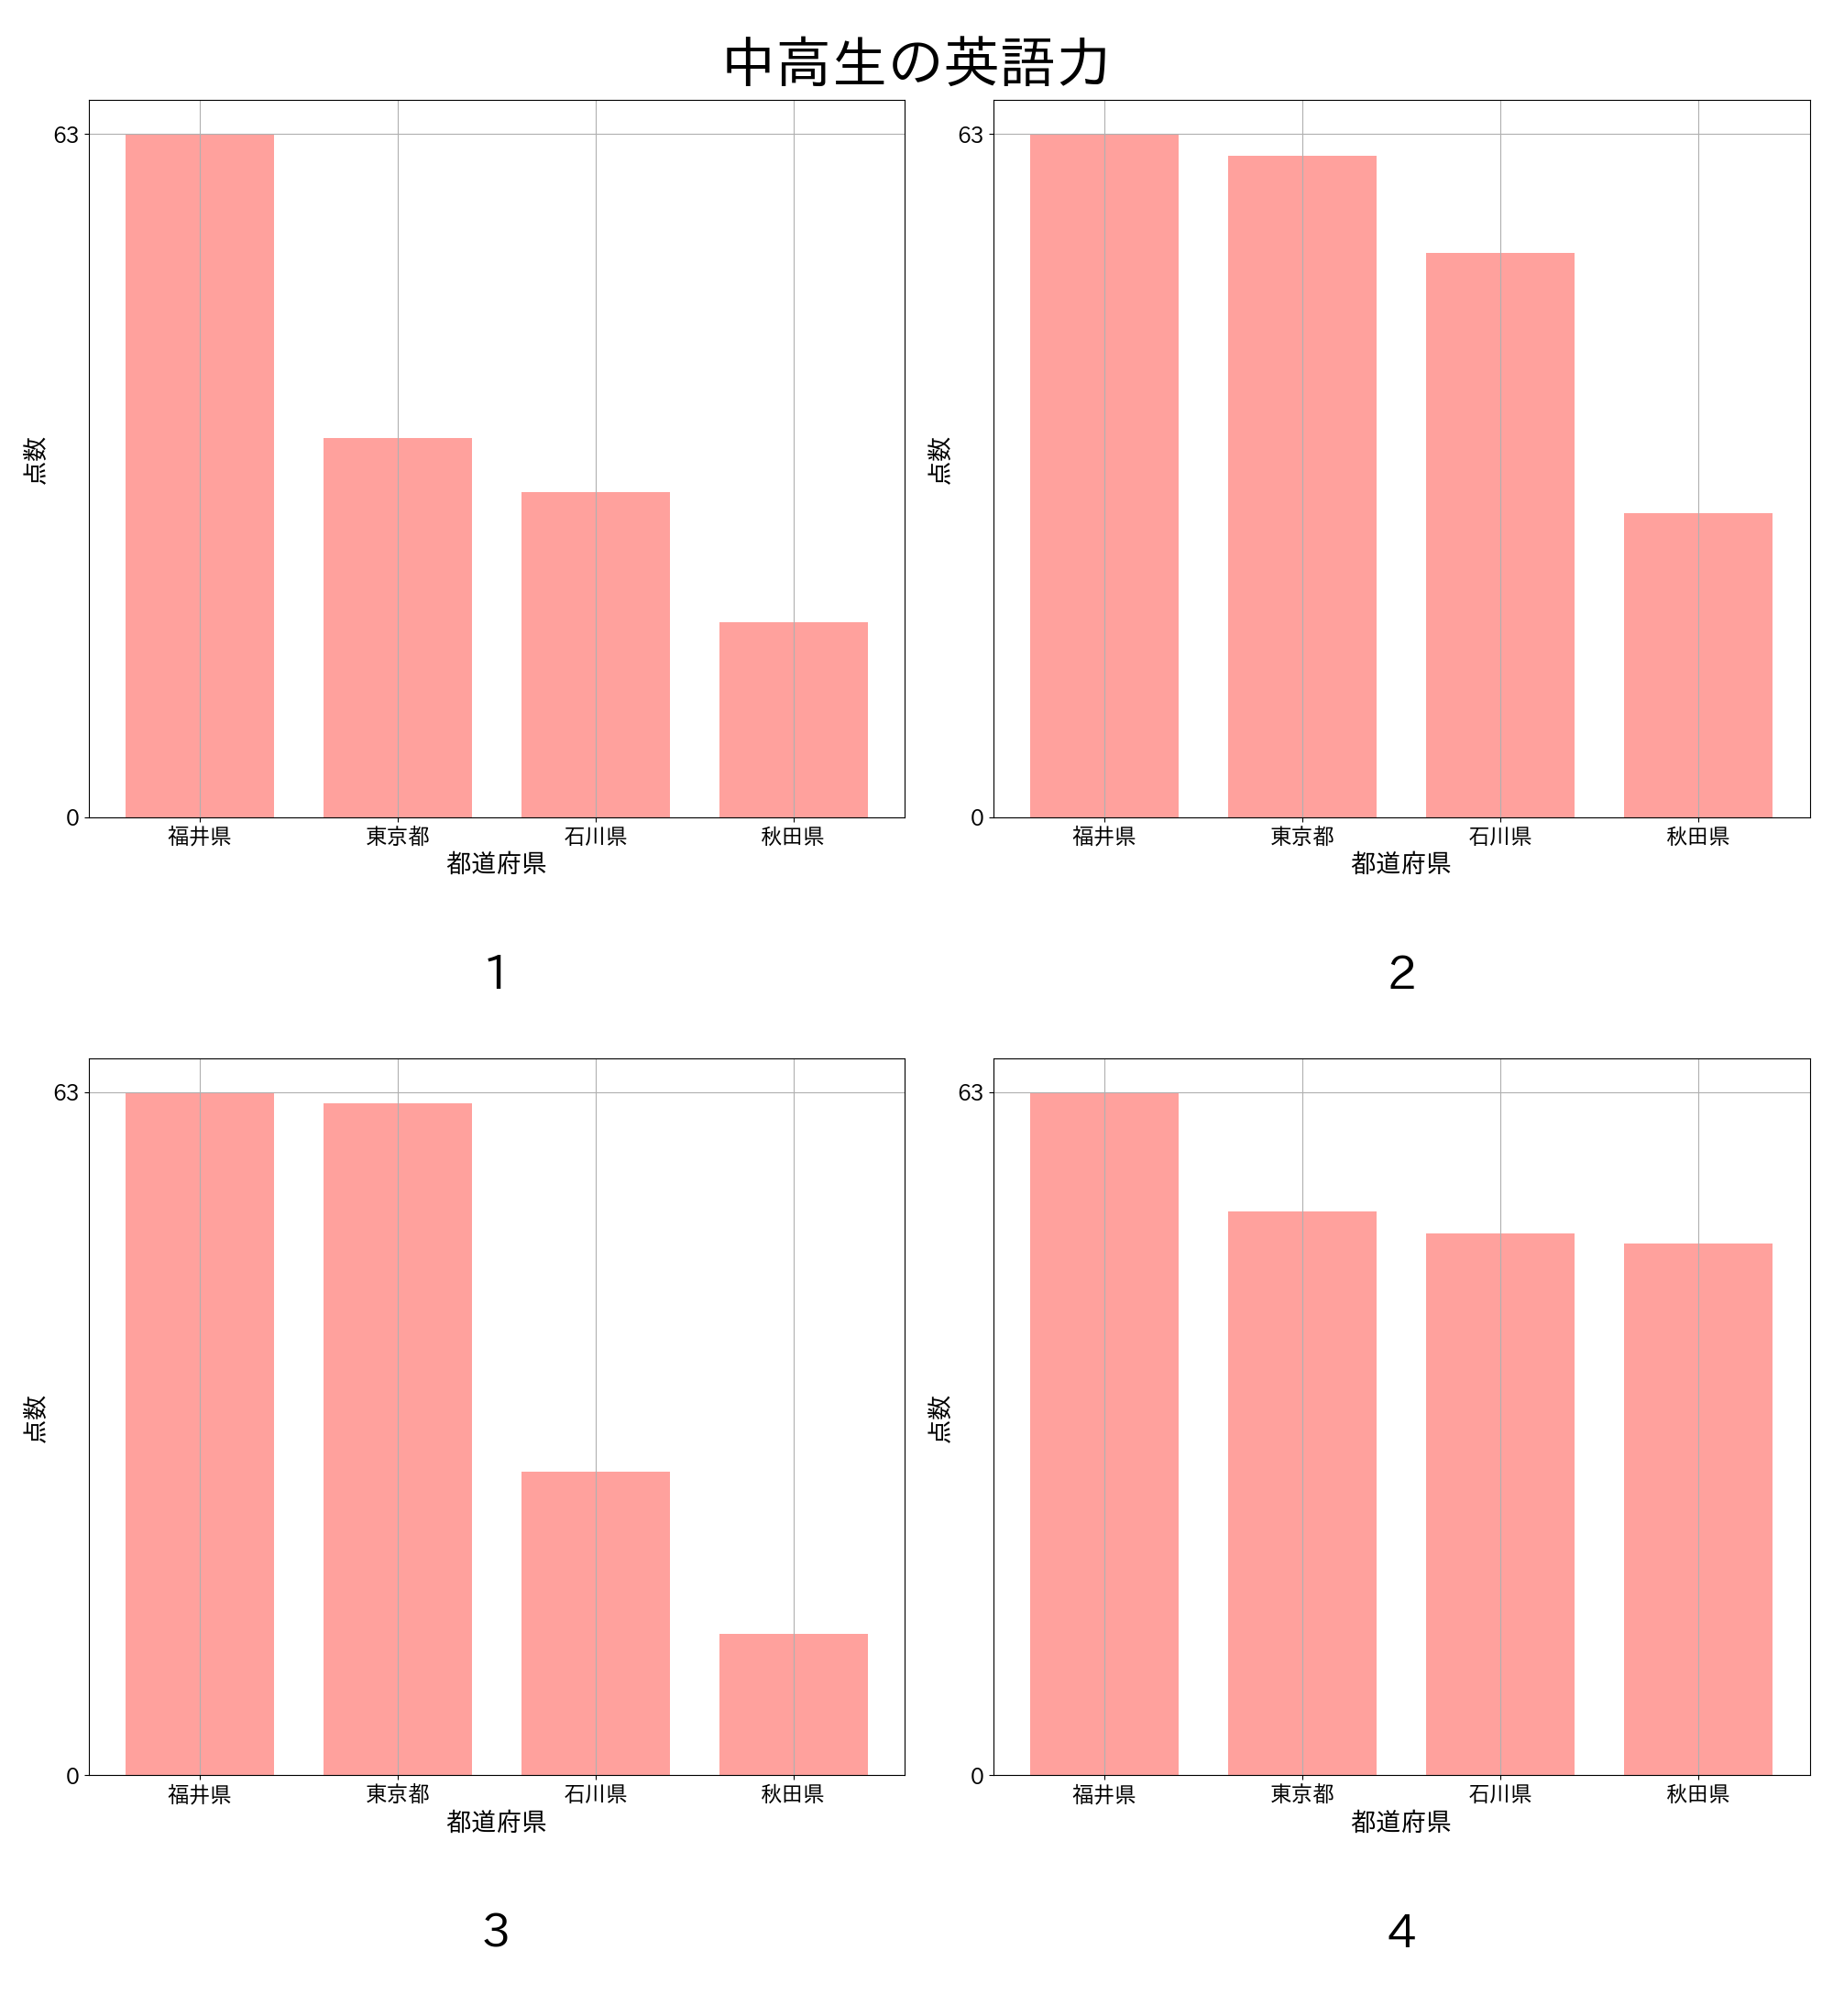 中高生の英語力
63
0
点数
福井県 東京都 石川県 秋田県
都道府県
1
63
0
点数
福井県 東京都 石川県 秋田県
都道府県
2
63
0
点数
福井県 東京都 石川県 秋田県
都道府県
3
63
0
点数
福井県 東京都 石川県 秋田県
都道府県
4